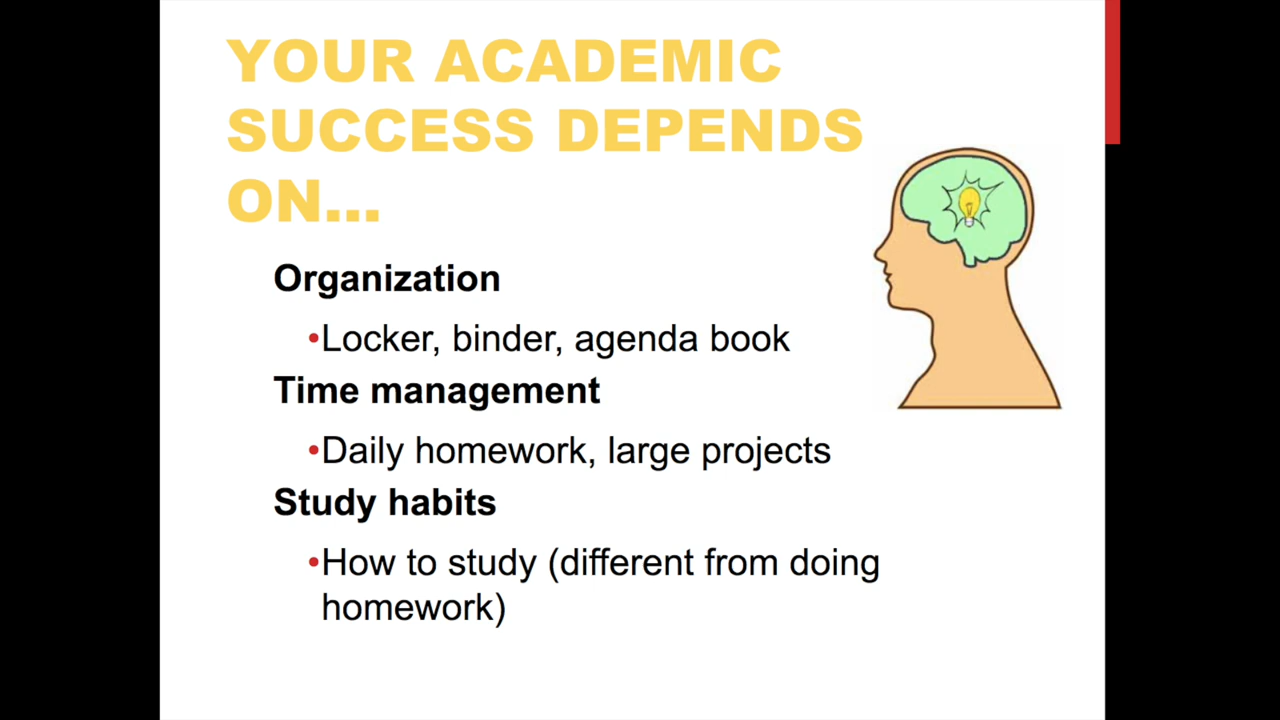 YOUR ACADEMIC
SUCCESS DEPENDS
ON...
Organization
•Locker, binder, agenda book
Time management
•Daily homework, large projects
Study habits
•How to study (different from doing
homework)